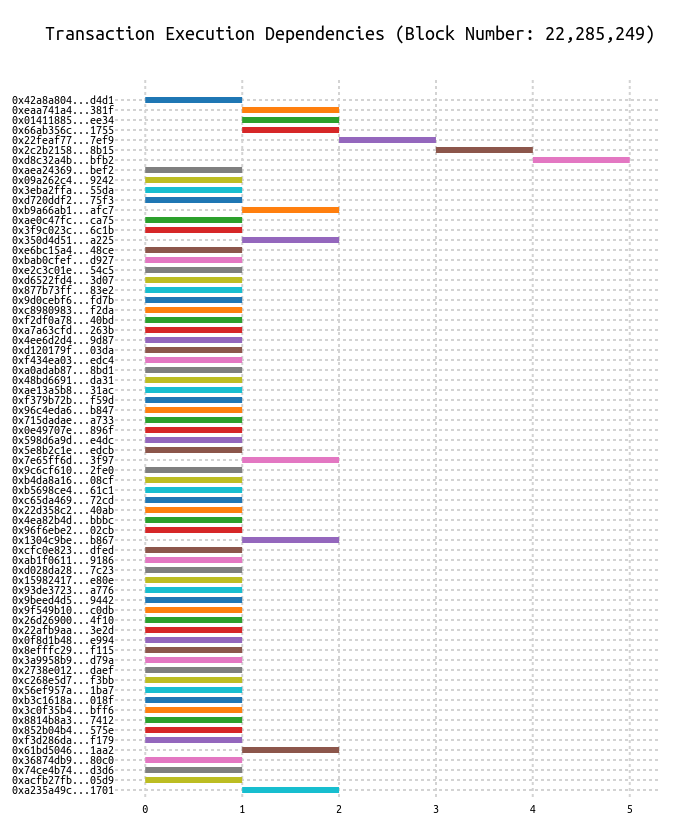 Transaction Execution Dependencies (Block Number: 22,285,249)
0x42a8a804...d4d1
0xeaa741a4...381f
0x01411885...ee34
0x66ab356c...1755
0x22feaf77...7ef9
0x2c2b2158...8b15
0xd8c32a4b...bfb2
0xaea24369...bef2
0x09a262c4...9242
0x3eba2ffa...55da
0xd720ddf2...75f3
0xb9a66ab1...afc7
0xae0c47fc...ca75
0x3f9c023c...6c1b
0x350d4d51...a225
0xe6bc15a4...48ce
0xbab0cfef...d927
0xe2c3c01e...54c5
0xd6522fd4...3d07
0x877b73ff...83e2
0x9d0cebf6...fd7b
0xc8980983...f2da
0xf2df0a78...40bd
0xa7a63cfd...263b
0x4ee6d2d4...9d87
0xd120179f...03da
0xf434ea03...edc4
0xa0adab87...8bd1
0x48bd6691...da31
0xae13a5b8...31ac
0xf379b72b...f59d
0x96c4eda6...b847
0x715dadae...a733
0x0e49707e...896f
0x598d6a9d...e4dc
0x5e8b2c1e...edcb
0x7e65ff6d...3f97
0x9c6cf610...2fe0
0xb4da8a16...08cf
0xb5698ce4...61c1
0xc65da469...72cd
0x22d358c2...40ab
0x4ea82b4d...bbbc
0x96f6ebe2...02cb
0x1304c9be...b867
0xcfc0e823...dfed
0xab1f0611...9186
0xd028da28...7c23
0x15982417...e80e
0x93de3723...a776
0x9beed4d5...9442
0x9f549b10...c0db
0x26d26900...4f10
0x22afb9aa...3e2d
0x0f8d1b48...e994
0x8efffc29...f115
0x3a9958b9...d79a
0x2738e012...daef
0xc268e5d7...f3bb
0x56ef957a...1ba7
0xb3c1618a...018f
0x3c0f35b4...bff6
0x8814b8a3...7412
0x852b04b4...575e
0xf3d286da...f179
0x61bd5046...1aa2
0x36874db9...80c0
0x74ce4b74...d3d6
0xacfb27fb...05d9
0xa235a49c...1701
0 1 2 3 4 5